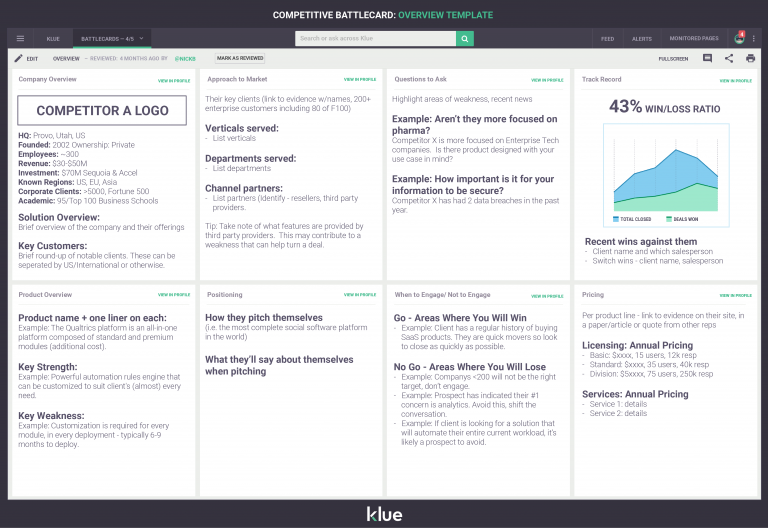 COMPETITIVE BATTLECARD: OVERVIEW TEMPLATE
KLUE
BATTLECARDS – 4/5
Search or ask across Klue
FEED
ALERTS
MONITORED PAGES
4
EDIT
OVERVIEW – REVIEWED: 4 MONTHS AGO BY @NICKB
MARK AS REVIEWED
FULLSCREEN
Company Overview
VIEW IN PROFILE
COMPETITOR A LOGO
HQ: Provo, Utah, US
Founded: 2002 Ownership: Private
Employees: ~300
Revenue: $30-$50M
Investment: $70M Sequoia & Accel
Known Regions: US, EU, Asia
Corporate Clients: >5000, Fortune 500
Academic: 95/Top 100 Business Schools
Solution Overview:
Brief overview of the company and their offerings
Key Customers:
Brief round-up of notable clients. These can be
seperated by US/International or otherwise.
Approach to Market
VIEW IN PROFILE
Their key clients (link to evidence w/names, 200+
enterprise customers including 80 of F100)
Verticals served:
- List verticals
Departments served:
- List departments
Channel partners:
- List partners (Identify - resellers, third party
providers.
Tip: Take note of what features are provided by
third party providers. This may contribute to a
weakness that can help turn a deal.
Questions to Ask
VIEW IN PROFILE
Highlight areas of weakness, recent news
Example: Aren't they more focused on
pharma?
Competitor X is more focused on Enterprise Tech
companies. Is there product designed with your
use case in mind?
Example: How important is it for your
information to be secure?
Competitor X has had 2 data breaches in the past
year.
Track Record
VIEW IN PROFILE
43% WIN/LOSS RATIO
TOTAL CLOSES
DEALS WON
Recent wins against them
- Client name and which salesperson
- Switch wins - client name, salesperson
Product Overview
VIEW IN PROFILE
Product name + one liner on each:
Example: The Qualtrics platform is an all-in-one
platform composed of standard and premium
modules (additional cost).
Key Strength:
Example: Powerful automation rules engine that
can be customized to suit client's (almost) every
need.
Key Weakness:
Example: Customization is required for every
module, in every deployment - typically 6-9
months to deploy.
Positioning
VIEW IN PROFILE
How they pitch themselves
(i.e. the most complete social software platform
in the world)
What they'll say about themselves
when pitching
When to Engage/ Not to Engage
VIEW IN PROFILE
Go - Areas Where You Will Win
- Example: Client has a regular history of buying
SaaS products. They are quick movers so look
to close as quickly as possible.
No Go - Areas Where You Will Lose
- Example: Companys <200 will not be the right
target, don't engage.
- Example: Prospect has indicated their #1
concern is analytics. Avoid this, shift the
conversation.
- Example: If client is looking for a solution that
will automate their entire current workload, it's
likely a prospect to avoid.
Pricing
VIEW IN PROFILE
Per product line - link to evidence on their site, in
a paper/article or quote from other reps
Licensing: Annual Pricing
- Basic: $xxxx, 15 users, 12k resp
- Standard: $xxxx, 35 users, 40k resp
- Division: $5xxxx, 75 users, 250k resp
Services: Annual Pricing
- Service 1: details
- Service 2: details
klue